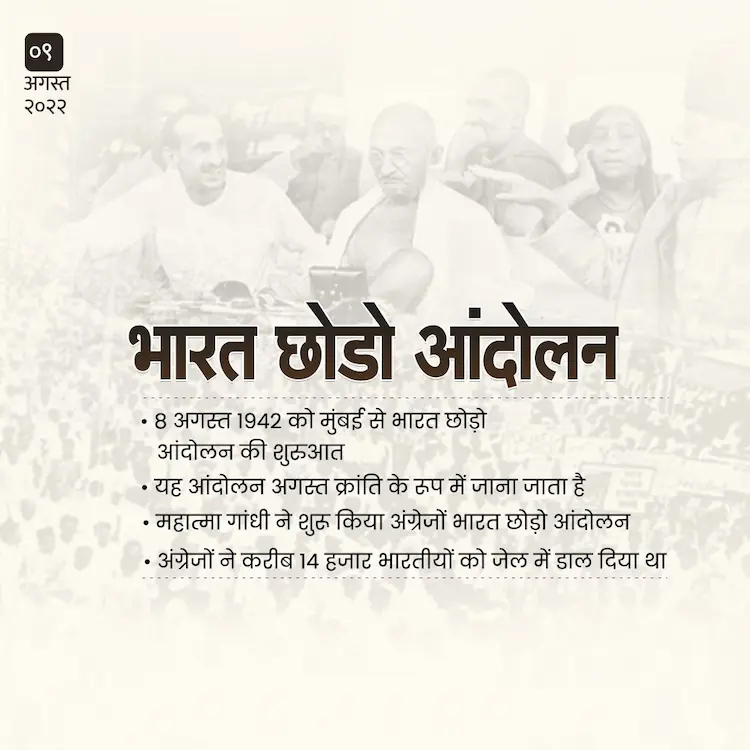 ०९
अगस्त
२०२२
भारत छोडो आंदोलन
• 8 अगस्त 1942 को मुंबई से भारत छोड़ो
आंदोलन की शुरुआत
• यह आंदोलन अगस्त क्रांति के रूप में जाना जाता है
• महात्मा गांधी ने शुरू किया अंग्रेजों भारत छोड़ो आंदोलन
• अंग्रेजों ने करीब 14 हजार भारतीयों को जेल में डाल दिया था